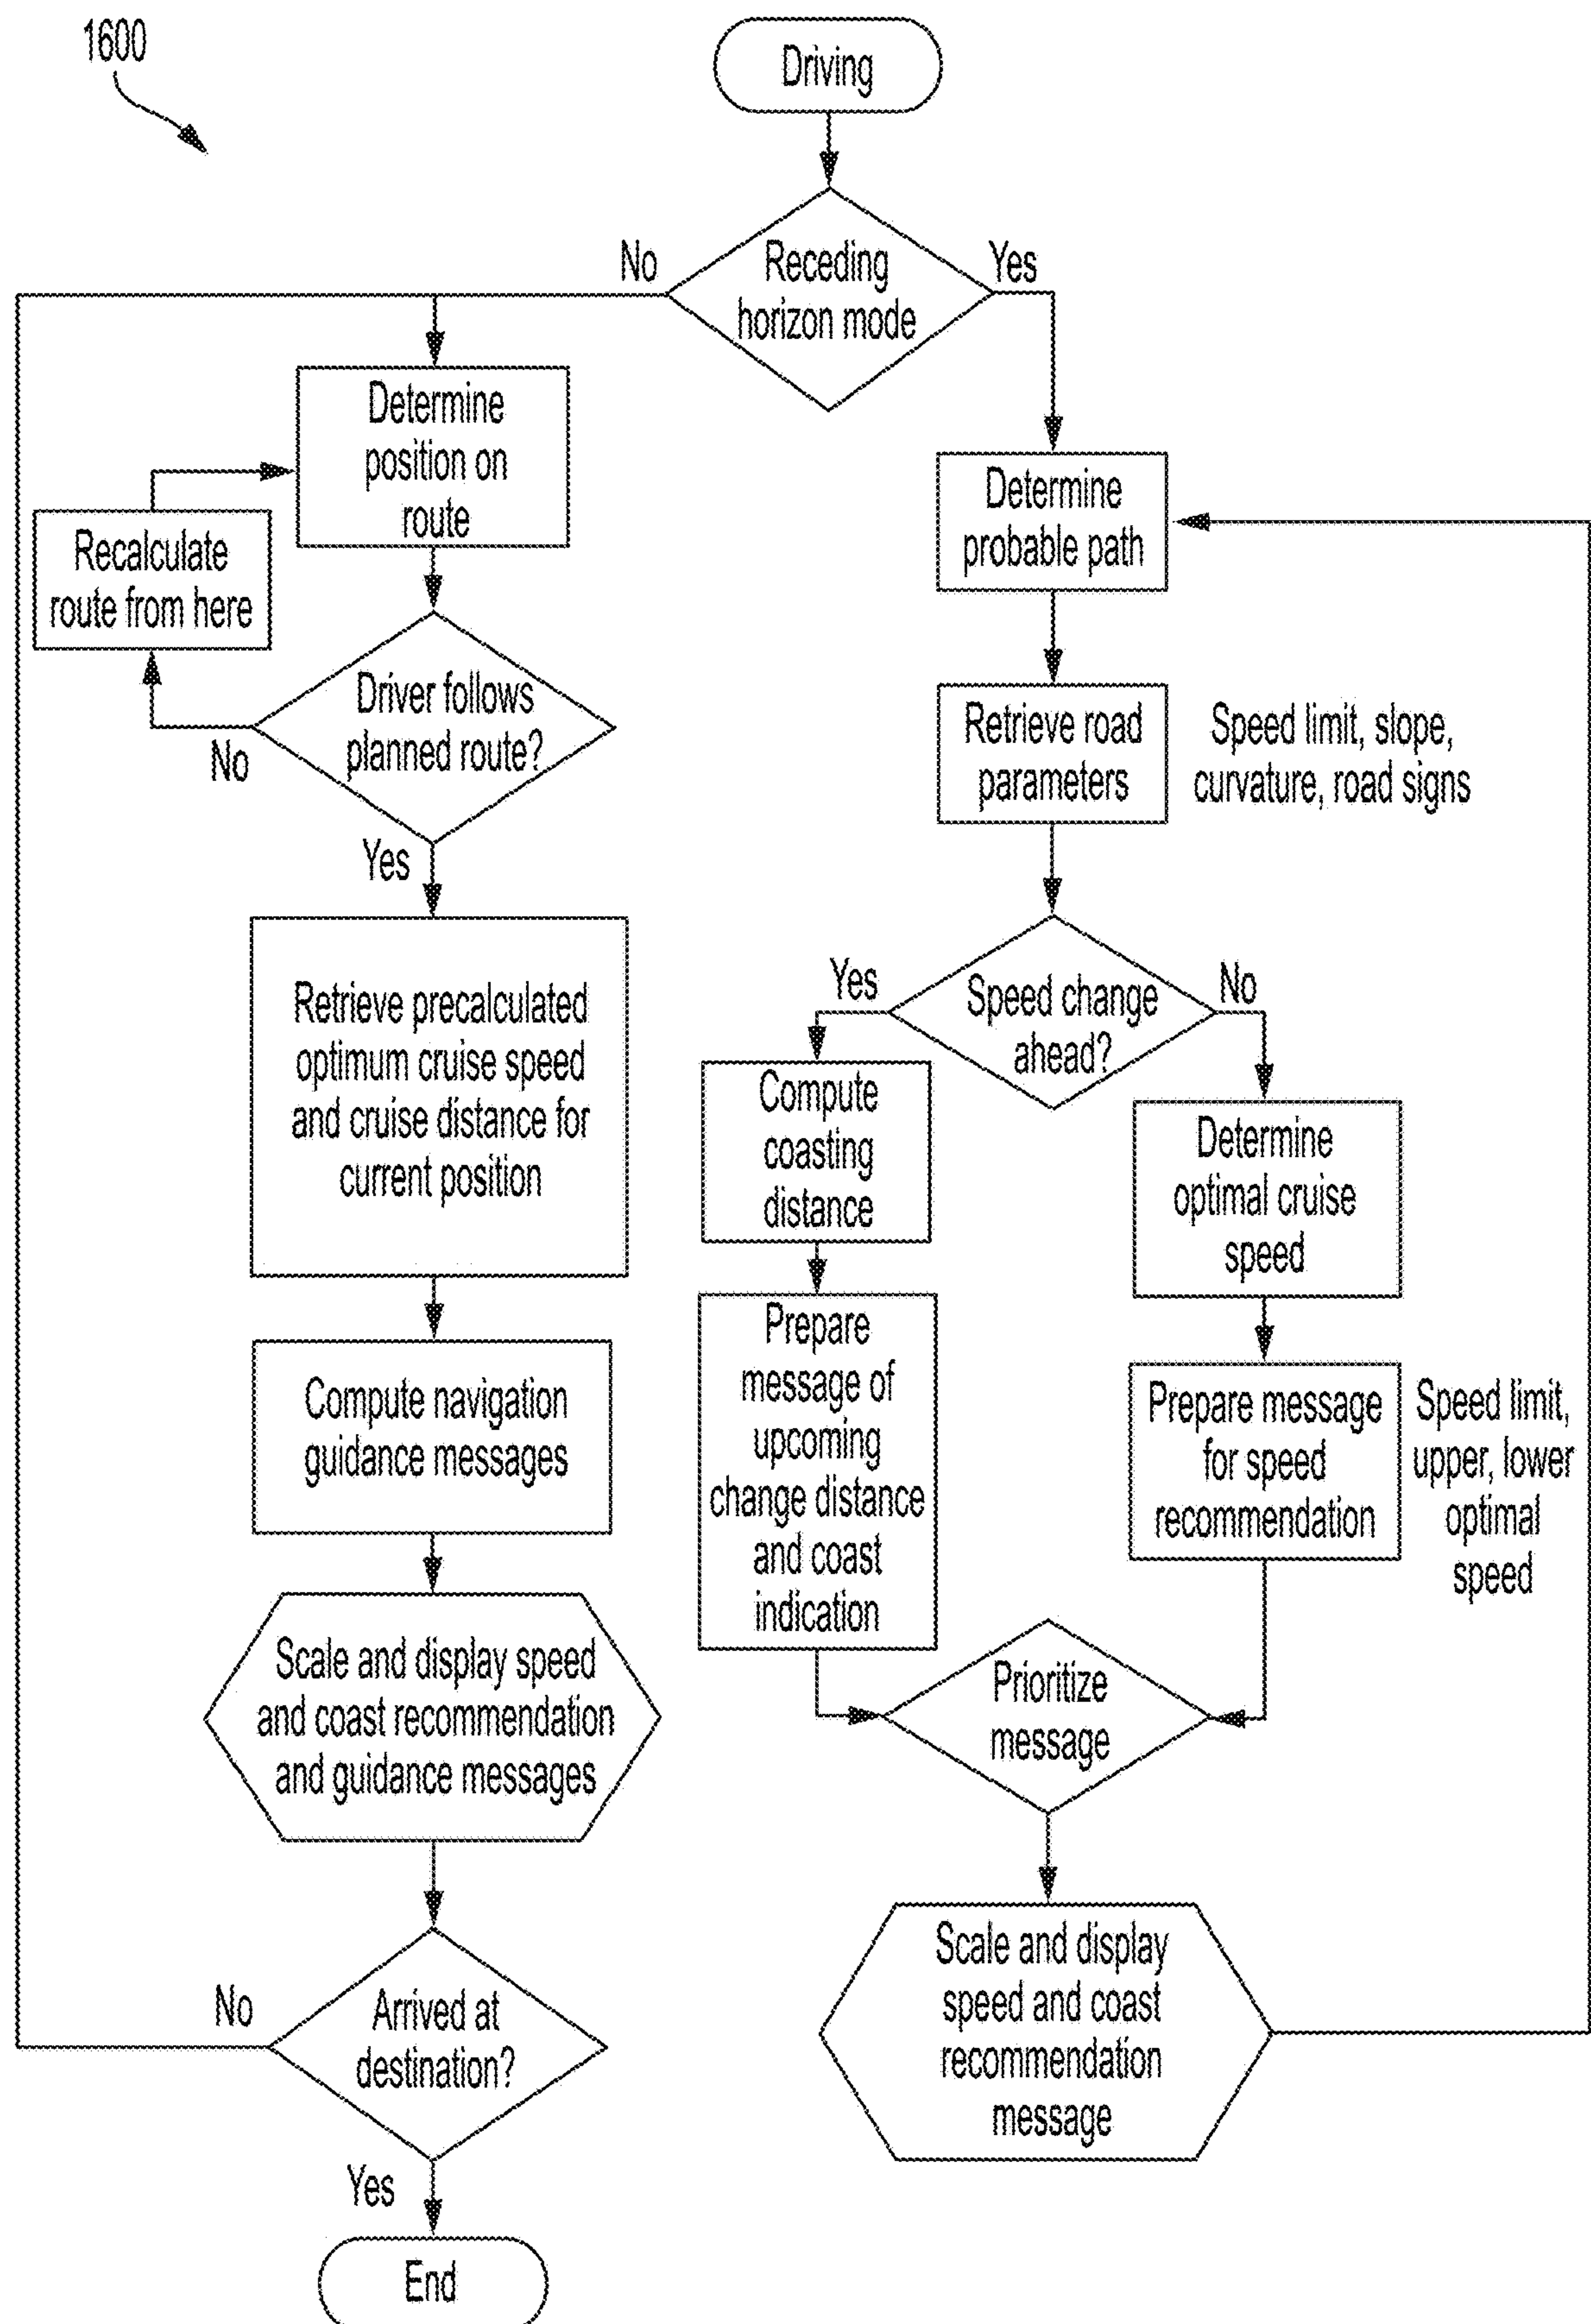 1600
Driving
Receding
horizon mode
No
Yes
Determine
position on
route
Recalculate
route from here
Driver follows
planned route?
No
Yes
Retrieve precalculated
optimum cruise speed
and cruise distance for
current position
Compute navigation
guidance messages
Scale and display speed
and coast recommendation
and guidance messages
Arrived at
destination?
No
Yes
End
Determine
probable path
Retrieve road
parameters
Speed limit, slope,
curvature, road signs
Speed change
ahead?
Yes
No
Compute
coasting
distance
Prepare
message of
upcoming
change distance
and coast
indication
Determine
optimal cruise
speed
Prepare message
for speed
recommendation
Speed limit,
upper, lower
optimal
speed
Prioritize
message
Scale and display
speed and coast
recommendation
message